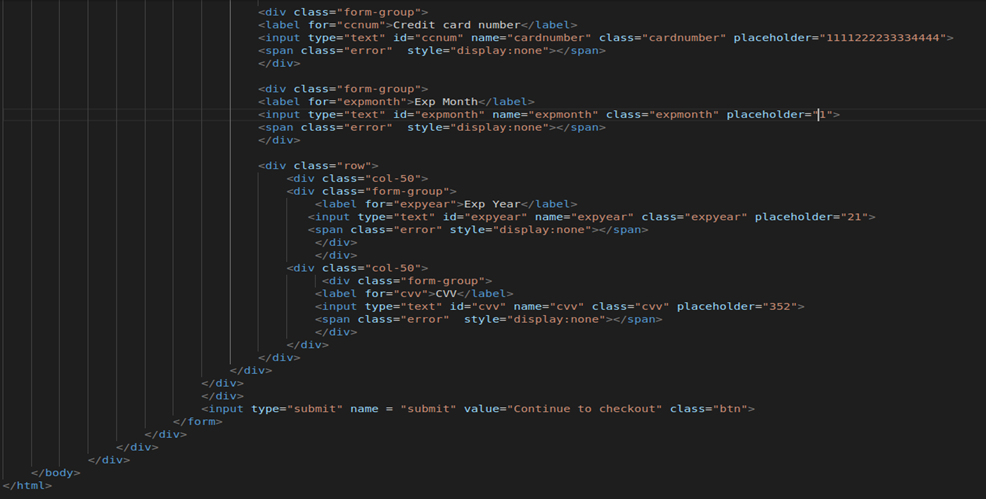 <div class="form-group">
<label for="ccnum">Credit card number</label>
<input type="text" id="ccnum" name="cardnumber" class="cardnumber" placeholder="1111222233334444">
<span class="error"  style="display:none"></span>
</div>
<div class="form-group">
<label for="expmonth">Exp Month</label>
<input type="text" id="expmonth" name="expmonth" class="expmonth" placeholder="1">
<span class="error"  style="display:none"></span>
</div>
<div class="row">
<div class="col-50">
<div class="form-group">
<label for="expyear">Exp Year</label>
<input type="text" id="expyear" name="expyear" class="expyear" placeholder="21">
<span class="error" style="display:none"></span>
</div>
</div>
<div class="col-50">
<div class="form-group">
<label for="cvv">CVV</label>
<input type="text" id="cvv" name="cvv" class="cvv" placeholder="352">
<span class="error"  style="display:none"></span>
</div>
</div>
</div>
</div>
</div>
</div>
<input type="submit" name = "submit" value="Continue to checkout" class="btn">
</form>
</div>
</div>
</div>
</body>
</html>